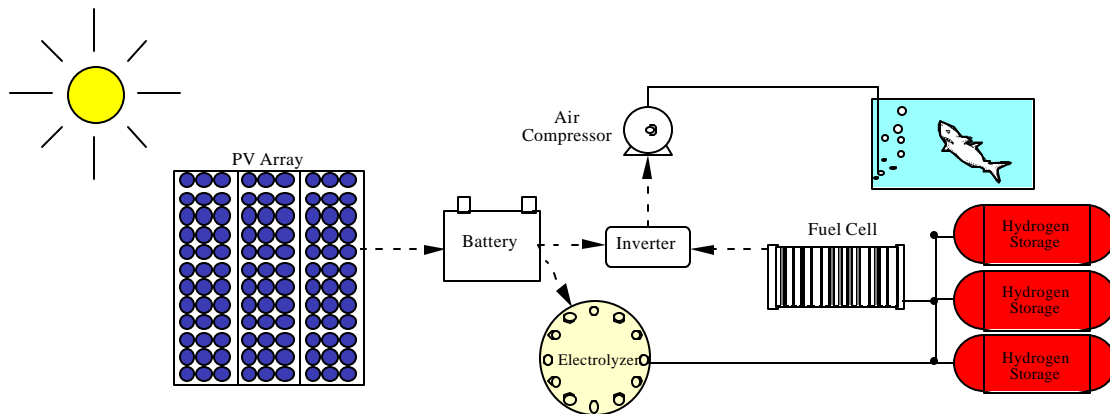 PV Array
Air
Compressor
Battery
Inverter
Fuel Cell
Hydrogen
Storage
Hydrogen
Storage
Electrolyzer
Hydrogen
Storage